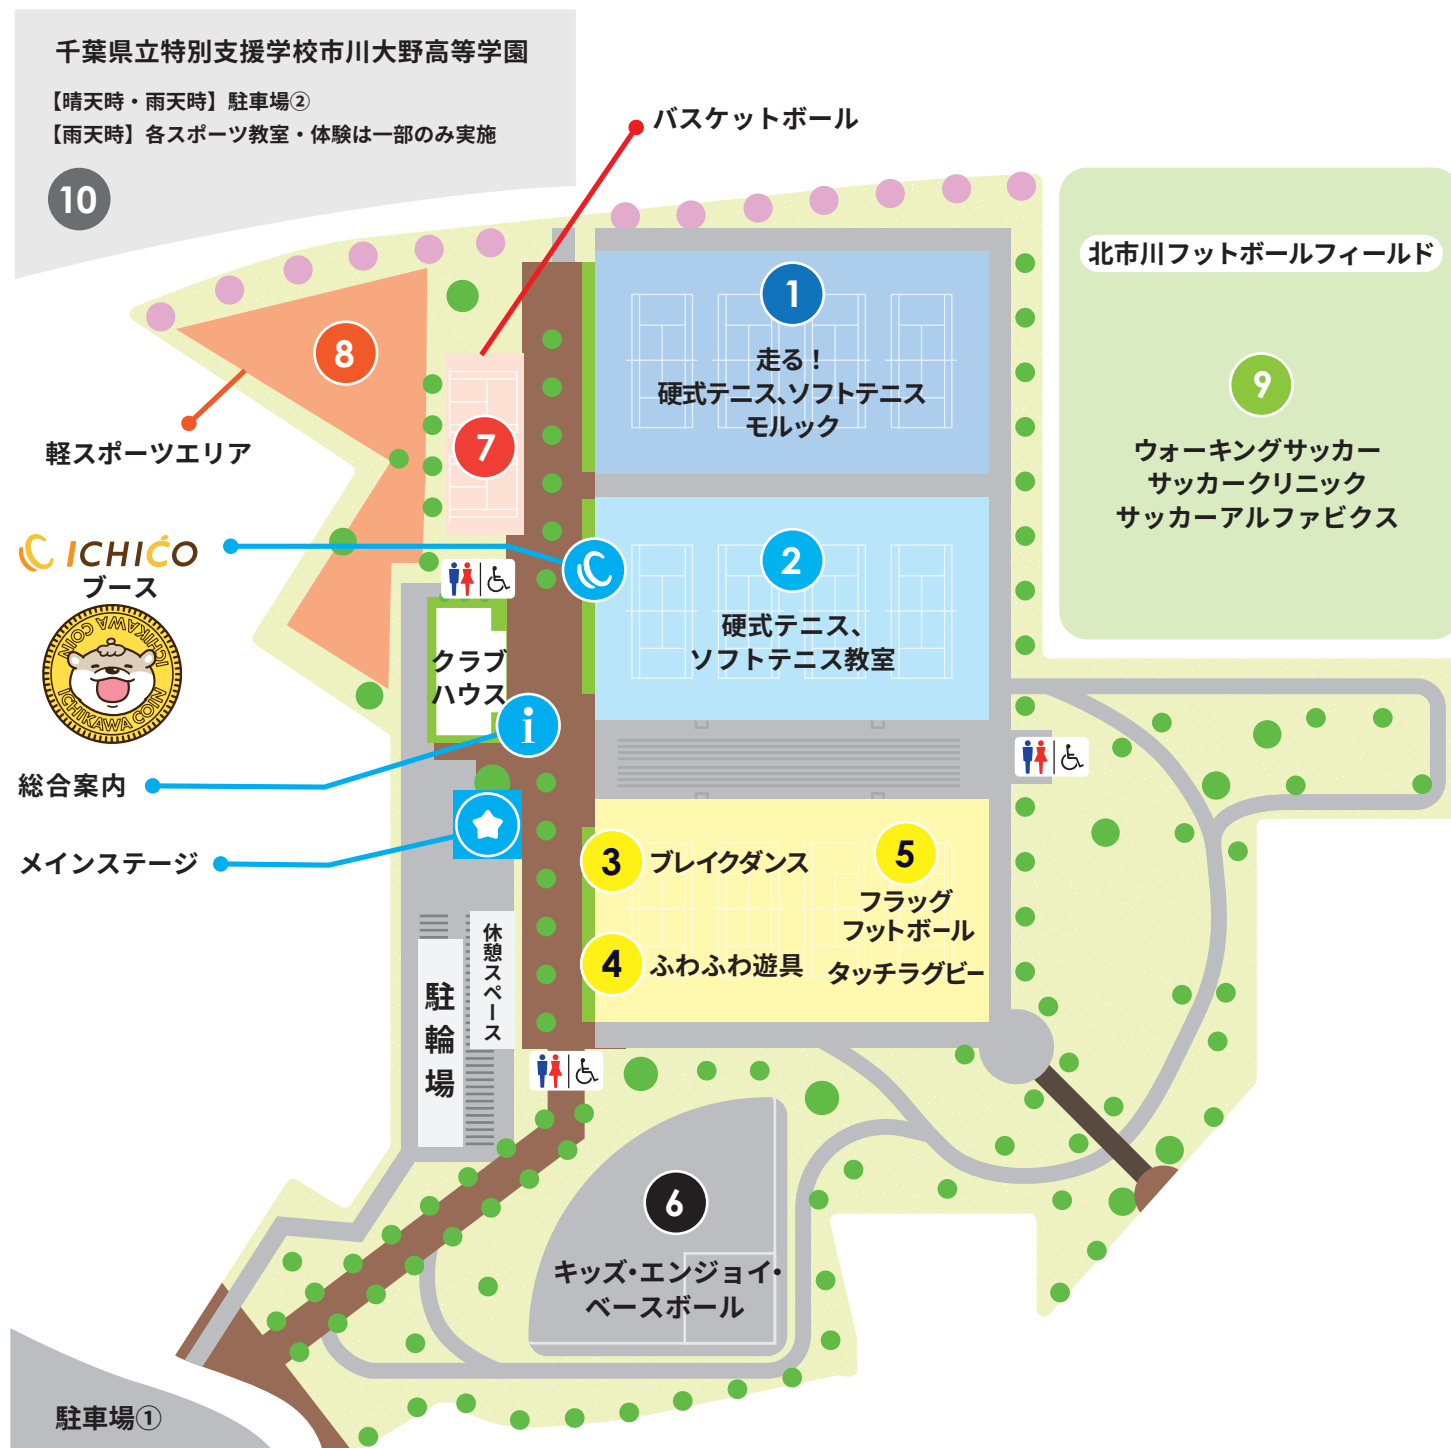 千葉県立特別支援学校市川大野高等学園
【晴天時・雨天時】駐車場②
【雨天時】各スポーツ教室・体験は一部のみ実施
10
バスケットボール
北市川フットボールフィールド
1
走る！
硬式テニス、ソフトテニス
モルック
8
9
7
軽スポーツエリア
ウォーキングサッカー
サッカークリニック
サッカーアルファビクス
ICHICO
ブース
ICHIKAWA COIN
ICHIKAWA COIN
2
硬式テニス、
ソフトテニス教室
クラブ
ハウス
i
総合案内
メインステージ
3
ブレイクダンス
5
フラッグ
フットボール
タッチラグビー
4
ふわふわ遊具
休憩スペース
駐輪場
6
キッズ・エンジョイ・
ベースボール
駐車場①